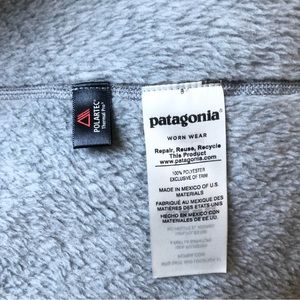 POLARTEC
Thermal Pro
patagonia
WORN WEAR
Repair, Reuse, Recycle
This Product
www.patagonia.com
100% POLYESTER
EXCLUSIVE OF TRIM
MADE IN MEXICO OF U.S.
MATERIALS
FABRIQUÉ AU MEXIQUE DES
MATIÈRES DES ETATS-UNIS
HECHO EN MÉXICO CON
MATERIALES DE EE.UU.